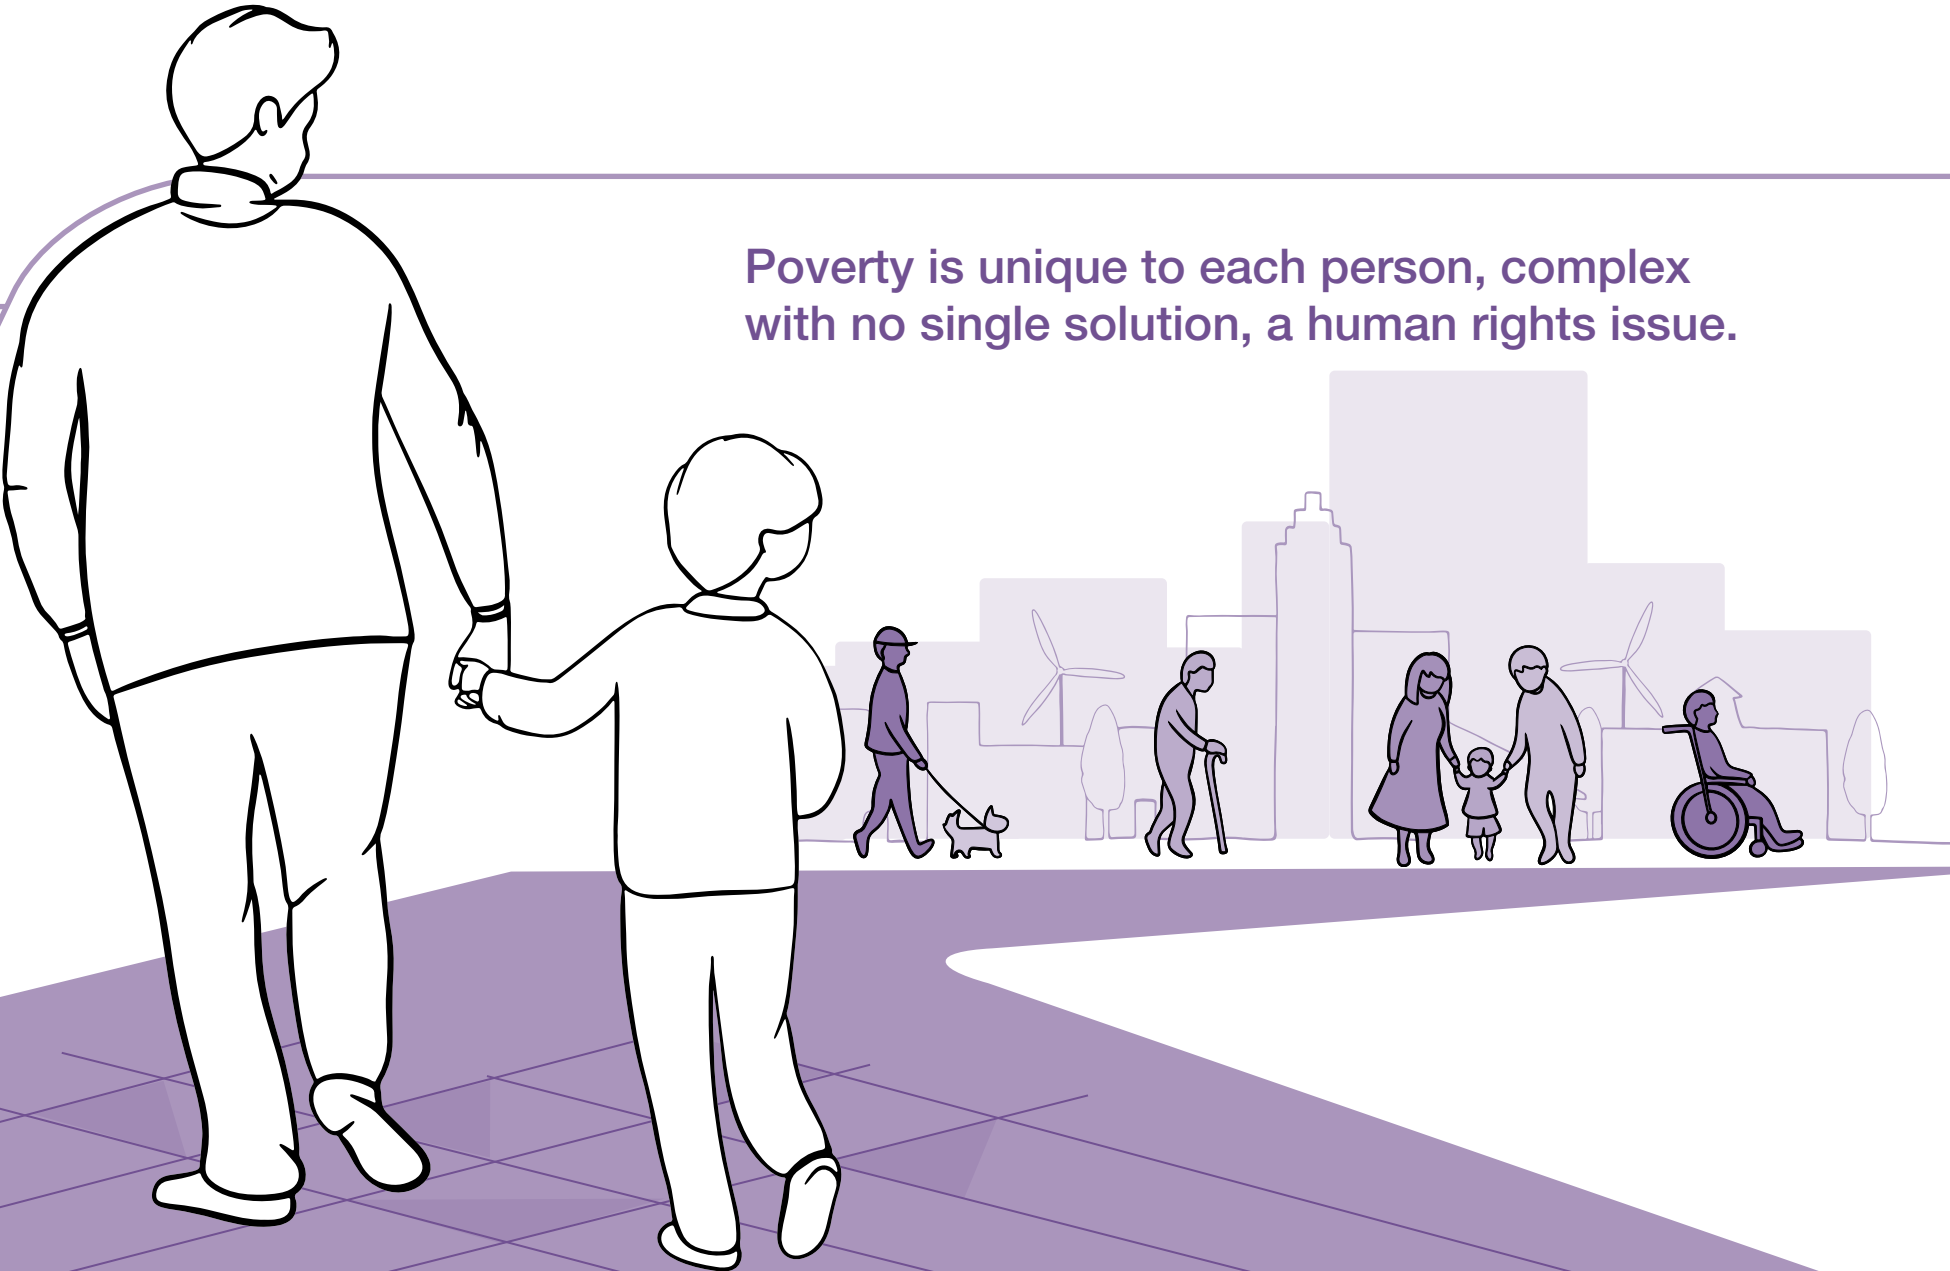 Poverty is unique to each person, complex
with no single solution, a human rights issue.